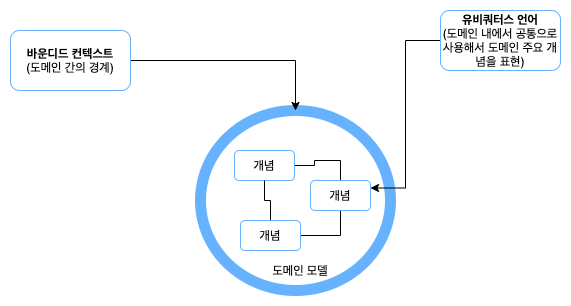 유비쿼터스 언어
(도메인 내에서 공통으로
사용해서 도메인 주요 개
념을 표현)
바운디드 컨텍스트
(도메인 간의 경계)
개념
개념
개념
도메인 모델